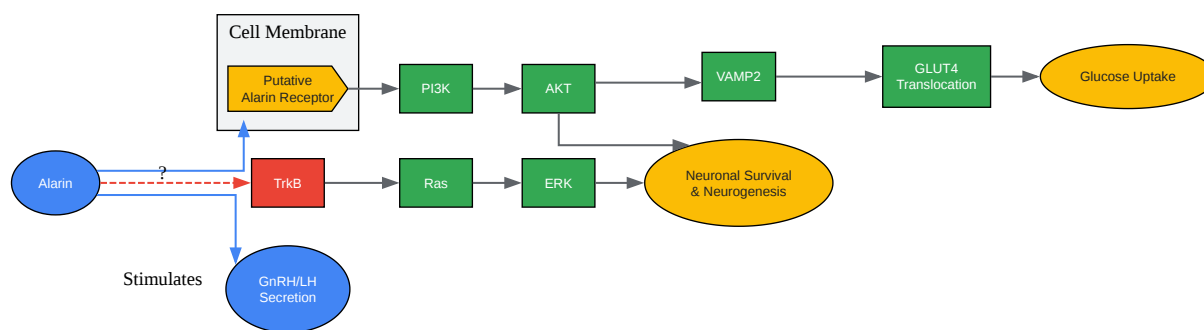 Cell Membrane
Putative
Alarin Receptor
PI3K
AKT
VAMP2
GLUT4
Translocation
Glucose Uptake
Alarin
?
TrkB
Ras
ERK
Neuronal Survival
& Neurogenesis
Stimulates
GnRH/LH
Secretion